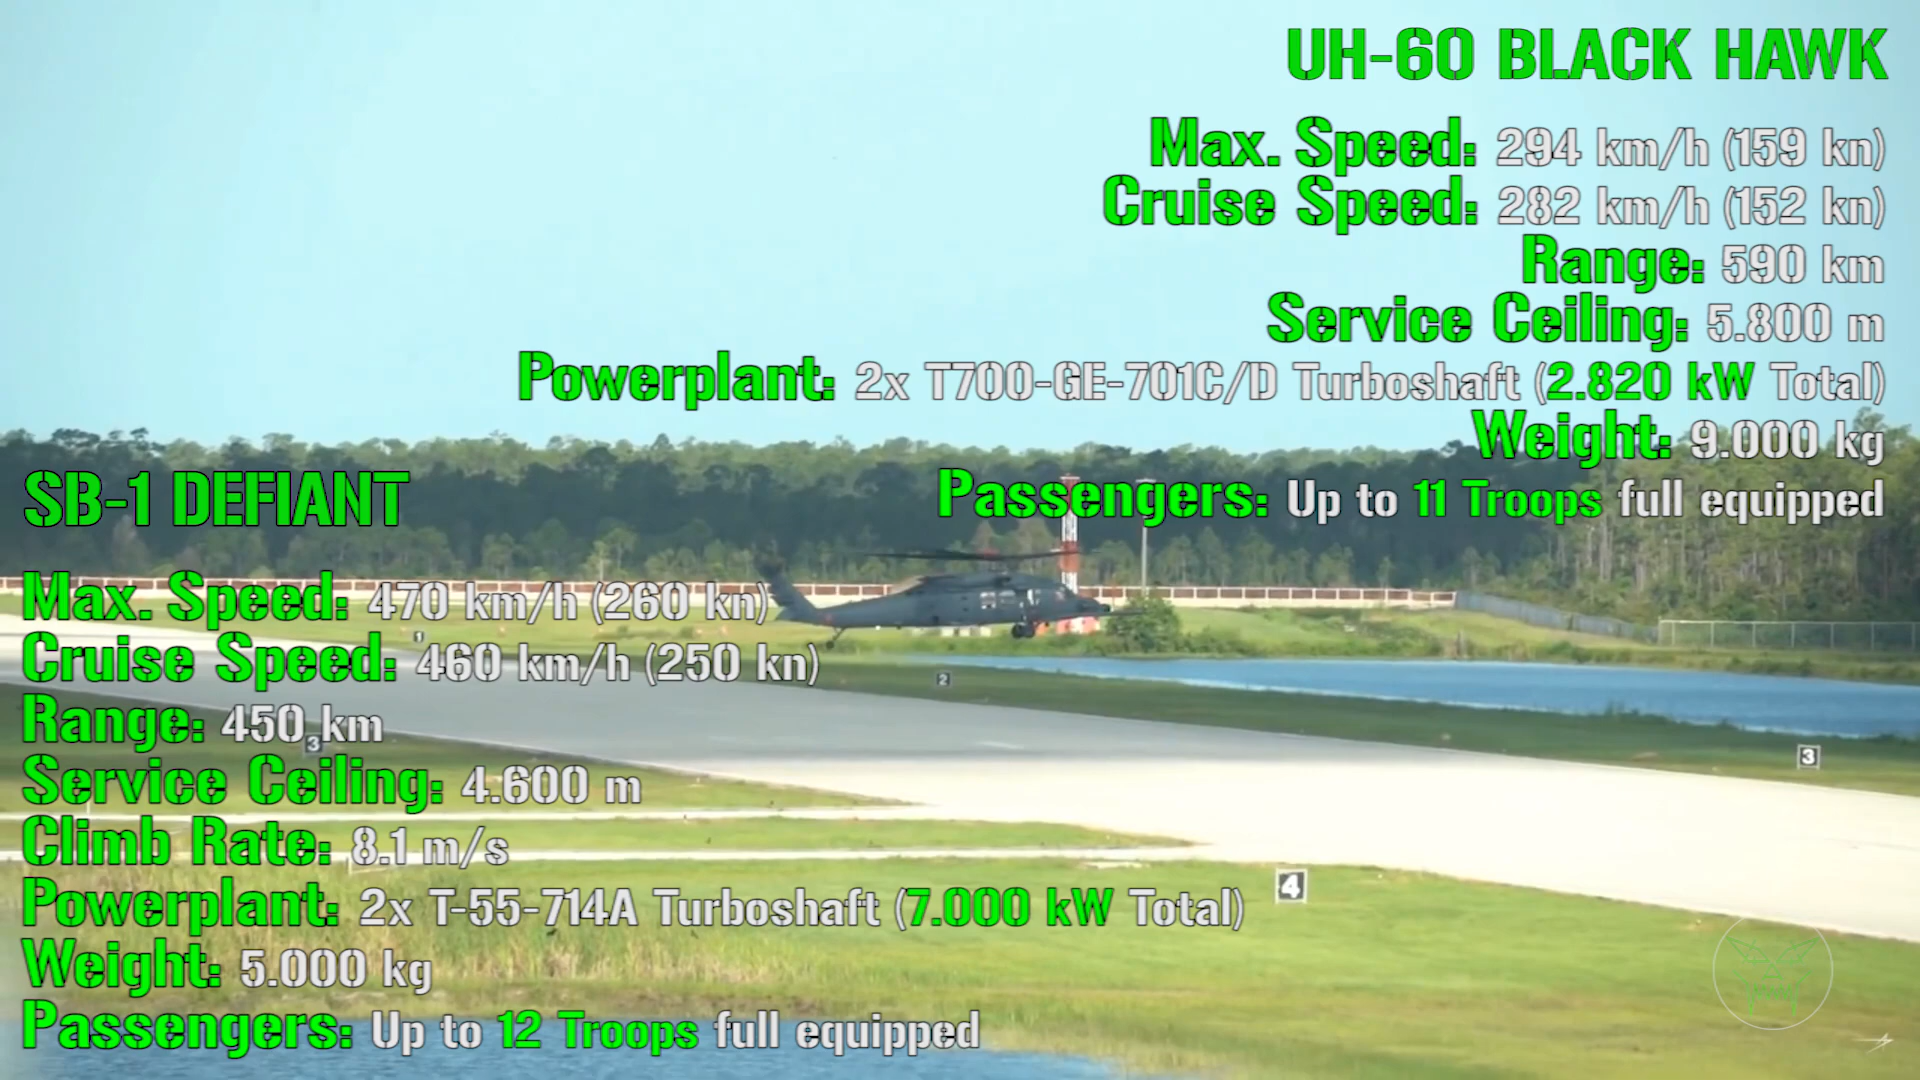 UH-60 BLACK HAWK
Max. Speed: 294 km/h (159 kn)
Cruise Speed: 282 km/h (152 kn)
Range: 590 km
Service Ceiling: 5.800 m
Powerplant: 2x T700-GE-701C/D Turboshaft (2.820 kW Total)
Weight: 9.000 kg
Passengers: Up to 11 Troops full equipped
SB-1 DEFIANT
Max. Speed: 470 km/h (260 kn)
Cruise Speed: 460 km/h (250 kn)
Range: 450 km
Service Ceiling: 4.600 m
Climb Rate: 8.1 m/s
Powerplant: 2x T-55-714A Turboshaft (7.000 kW Total)
Weight: 5.000 kg
Passengers: Up to 12 Troops full equipped
1
2
3
3
4